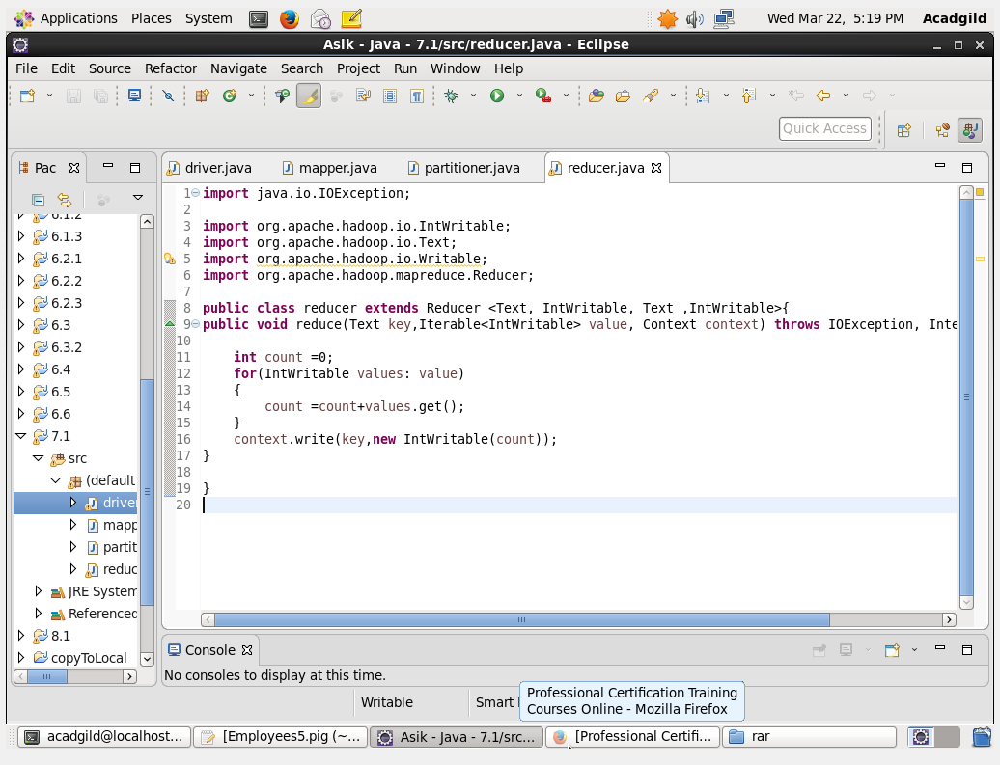 Applications Places System Wed Mar 22, 5:19 PM Acadgild
Asik - Java - 7.1/src/reducer.java - Eclipse
File Edit Source Refactor Navigate Search Project Run Window Help
Quick Access
Pac driver.java mapper.java partitioner.java reducer.java
6.1.2
6.1.3
6.2.1
6.2.2
6.2.3
6.3
6.3.2
6.4
6.5
6.6
7.1
src
(default
drive
mapp
partit
reduc
JRE System
Referenced
8.1
copyToLocal
1 import java.io.IOException;
2
3 import org.apache.hadoop.io.IntWritable;
4 import org.apache.hadoop.io.Text;
5 import org.apache.hadoop.io.Writable;
6 import org.apache.hadoop.mapreduce.Reducer;
7
8 public class reducer extends Reducer <Text, IntWritable, Text ,IntWritable>{
9 public void reduce(Text key,Iterable<IntWritable> value, Context context) throws IOException, Inte
10
11 int count =0;
12 for(IntWritable values: value)
13 {
14 count =count+values.get();
15 }
16 context.write(key,new IntWritable(count));
17 }
18
19 }
20
Console
No consoles to display at this time.
Writable Smart
Professional Certification Training
Courses Online - Mozilla Firefox
acadgild@localhost... [Employees5.pig (~... Asik - Java - 7.1/src... [Professional Certifi... rar